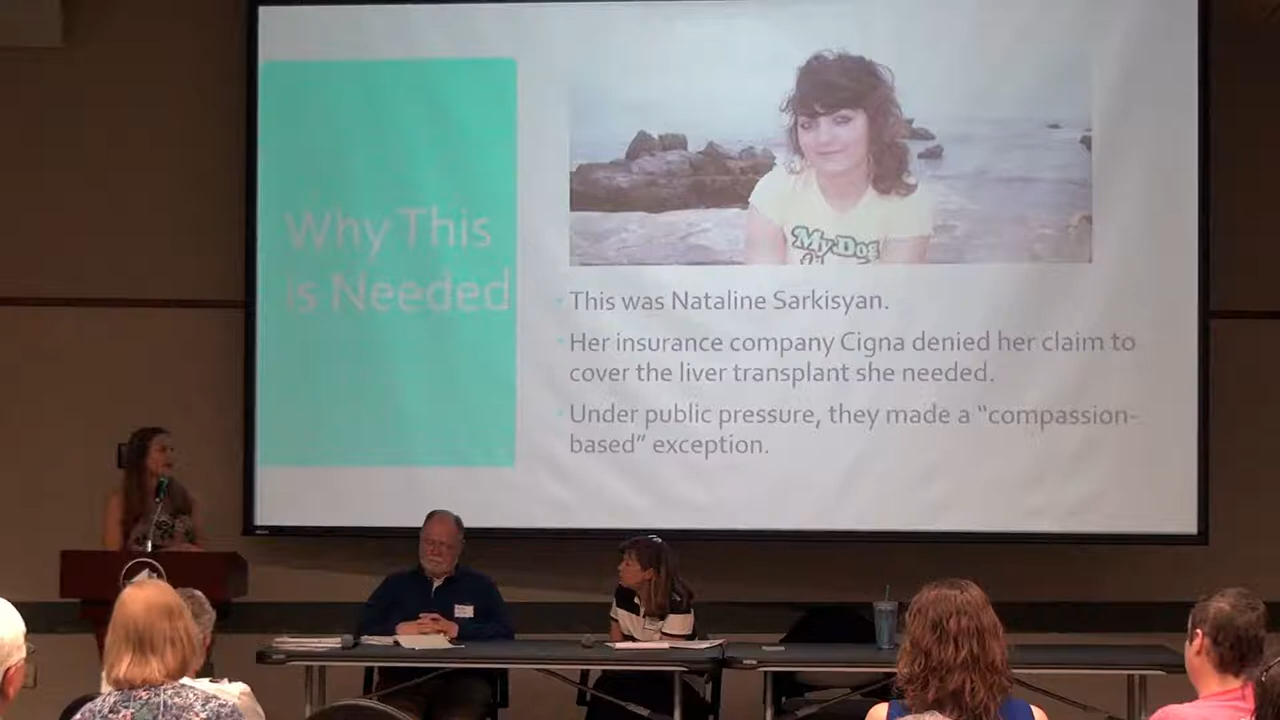 Why This
is Needed
My Dog
This was Nataline Sarkisyan.
Her insurance company Cigna denied her claim to
cover the liver transplant she needed.
Under public pressure, they made a “compassion-
based” exception.